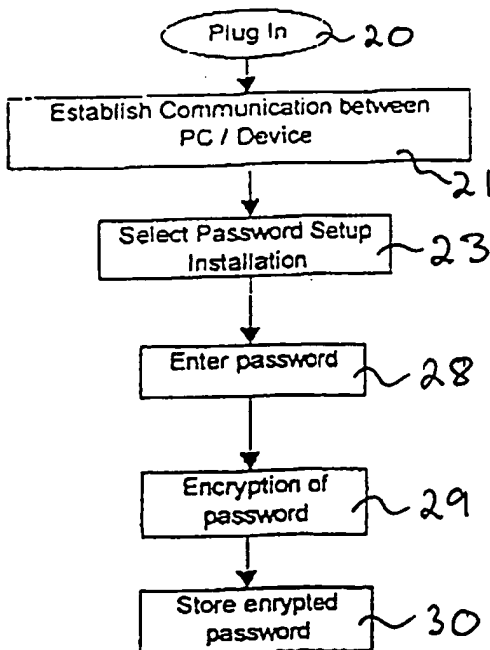 Plug In
20
Establish Communication between
PC / Device
21
Select Password Setup
Installation
23
Enter password
28
Encryption of
password
29
Store enrypted
password
30